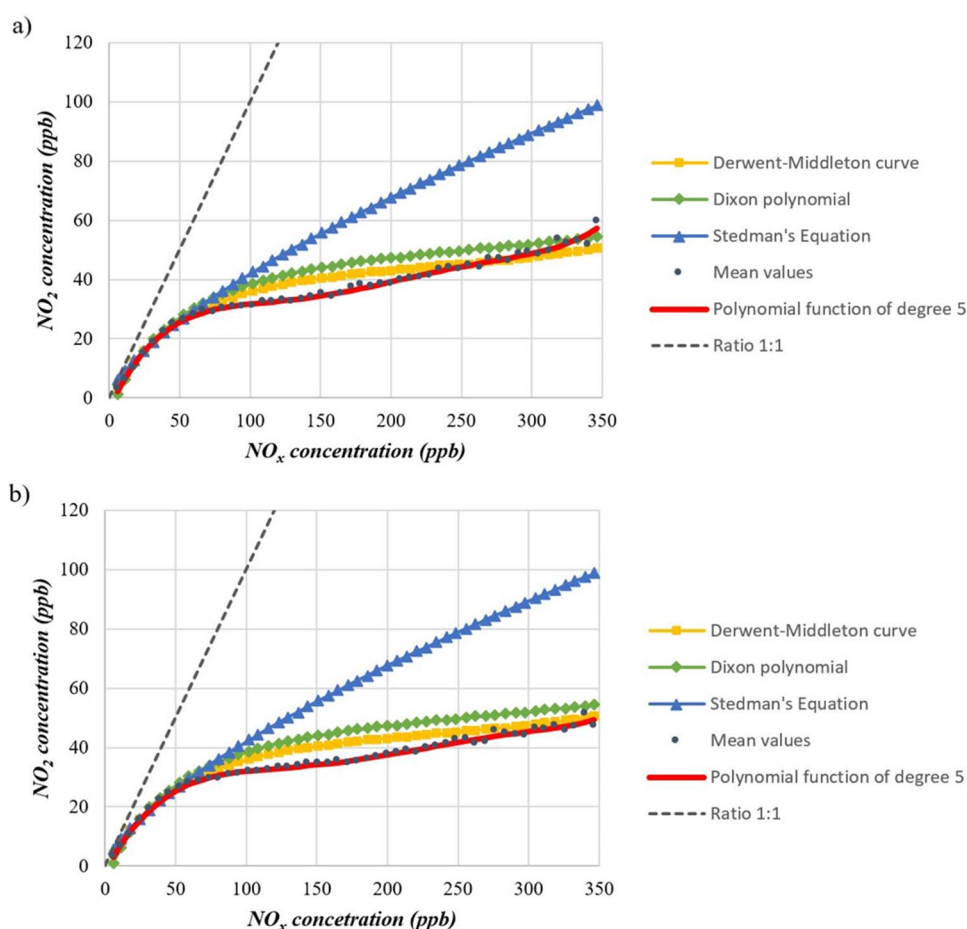 a)
120
100
80
60
40
20
0
NO2 concentration (ppb)
0 50 100 150 200 250 300 350
NOx concentration (ppb)
Derwent-Middleton curve
Dixon polynomial
Stedman's Equation
Mean values
Polynomial function of degree 5
Ratio 1:1
b)
120
100
80
60
40
20
0
NO2 concentration (ppb)
0 50 100 150 200 250 300 350
NOx concetration (ppb)
Derwent-Middleton curve
Dixon polynomial
Stedman's Equation
Mean values
Polynomial function of degree 5
Ratio 1:1